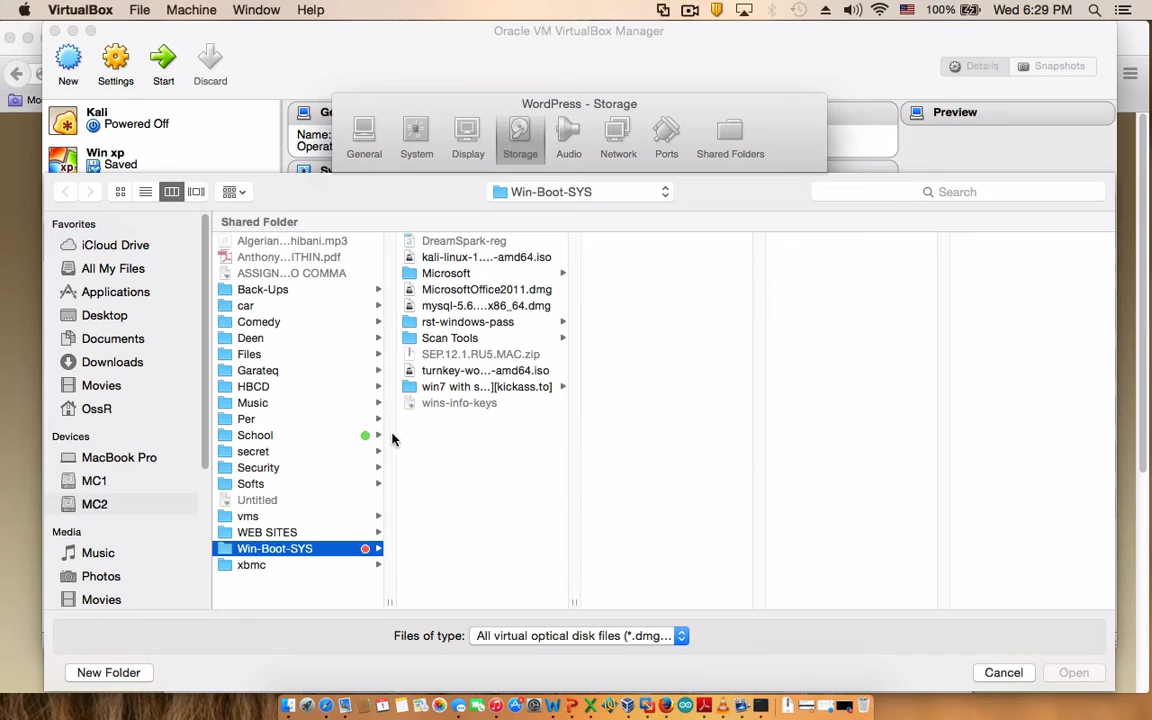 VirtualBox File Machine Window Help 100% Wed 6:29 PM
Oracle VM VirtualBox Manager
New Settings Start Discard Details Snapshots
Kali
Powered Off
Win xp
Saved
Name:
Preview
WordPress - Storage
General System Display Storage Audio Network Ports Shared Folders
Win-Boot-SYS
Search
Favorites
iCloud Drive
All My Files
Applications
Desktop
Documents
Downloads
Movies
OssR
Devices
MacBook Pro
MC1
MC2
Media
Music
Photos
Movies
Shared Folder
Algerian...hibani.mp3
Anthony...ITHIN.pdf
ASSIGN...O COMMA
Back-Ups
car
Comedy
Deen
Files
Garateq
HBCD
Music
Per
School
secret
Security
Softs
Untitled
vms
WEB SITES
Win-Boot-SYS
xbmc
DreamSpark-reg
kali-linux-1....-amd64.iso
Microsoft
MicrosoftOffice2011.dmg
mysql-5.6....x86_64.dmg
rst-windows-pass
Scan Tools
SEP.12.1.RU5.MAC.zip
turnkey-wo...-amd64.iso
win7 with s...][kickass.to]
wins-info-keys
Files of type: All virtual optical disk files (*.dmg...
New Folder Cancel Open